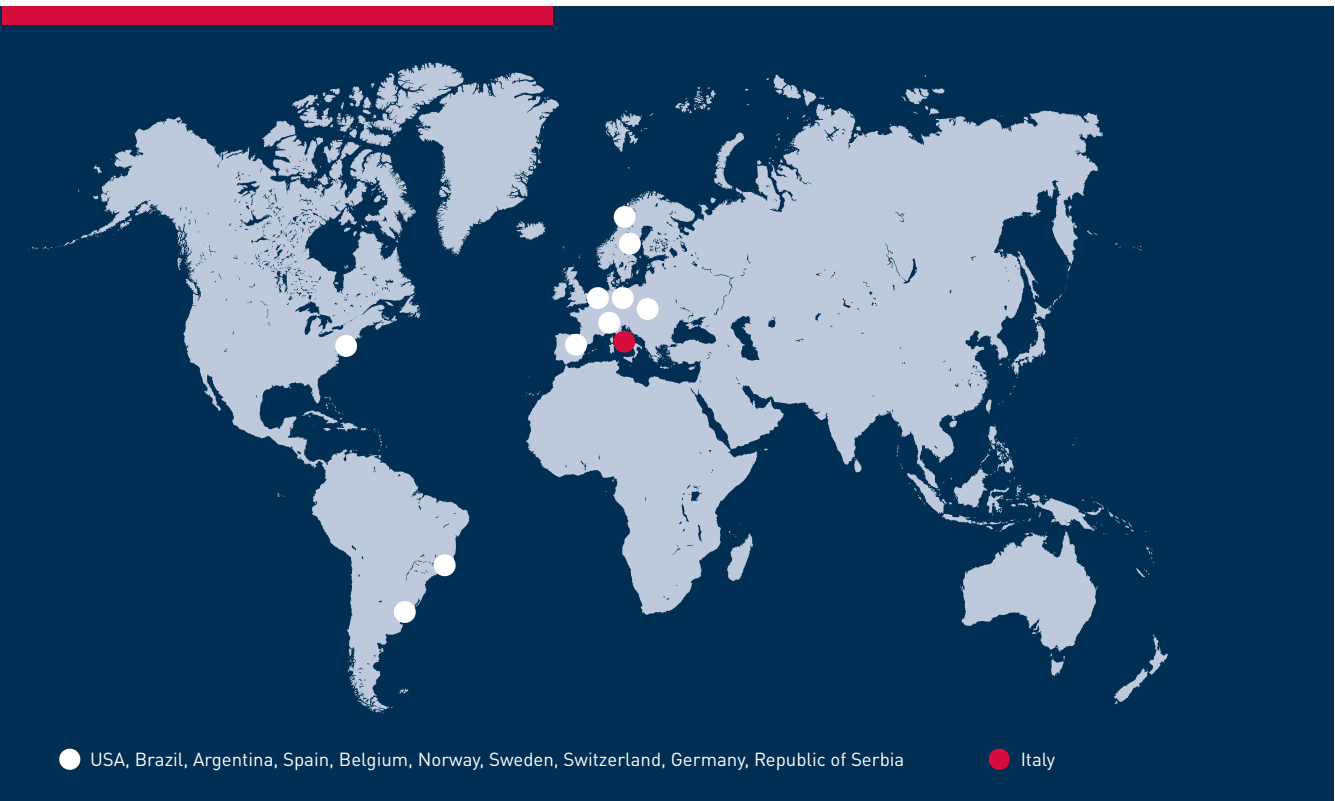 USA, Brazil, Argentina, Spain, Belgium, Norway, Sweden, Switzerland, Germany, Republic of Serbia
Italy